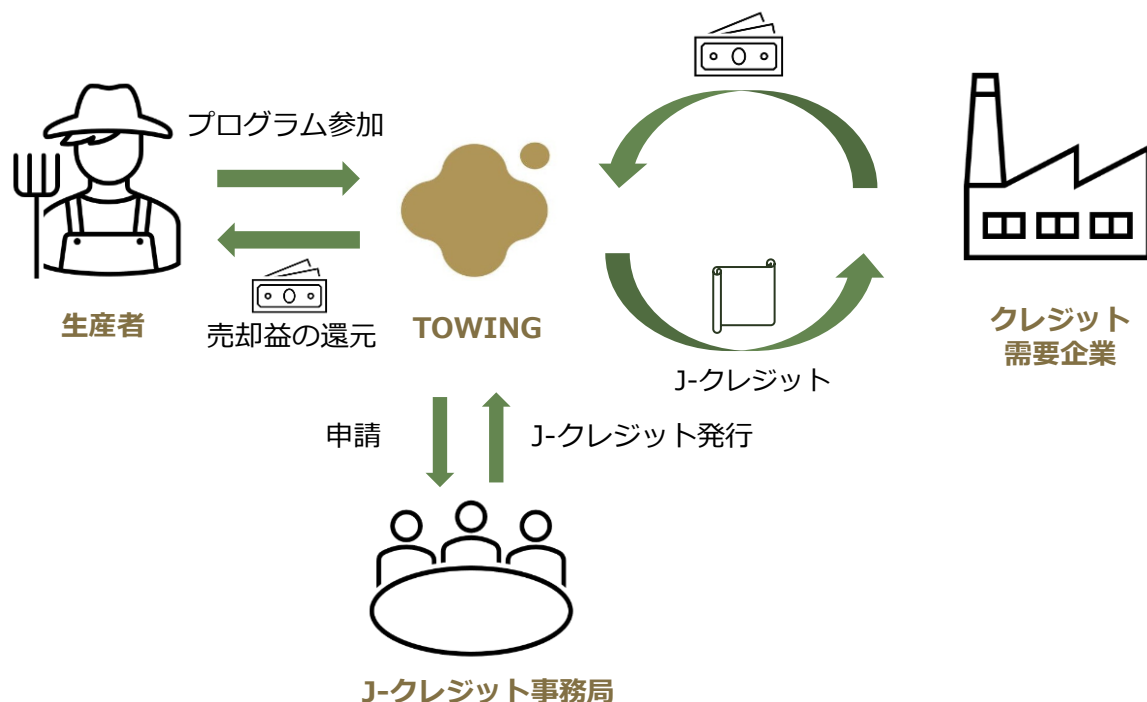 プログラム参加
生産者
売却益の還元
TOWING
J-クレジット
クレジット
需要企業
申請
J-クレジット発行
J-クレジット事務局